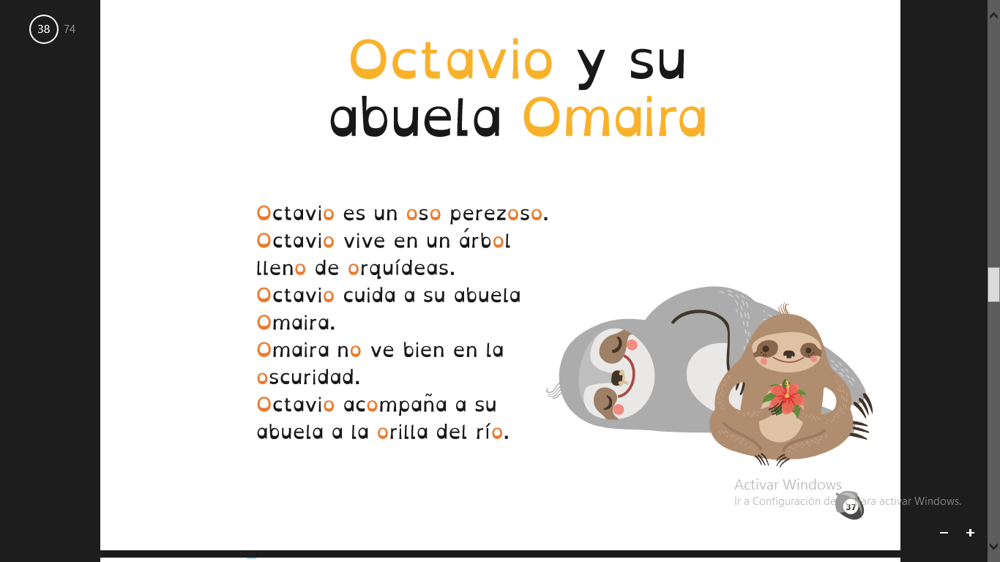 38 74
Octavio y su
abuela Omaira
Octavio es un oso perezoso.
Octavio vive en un árbol
lleno de orquídeas.
Octavio cuida a su abuela
Omaira.
Omaira no ve bien en la
oscuridad.
Octavio acompaña a su
abuela a la orilla del río.
Activar Windows
Ir a Configuración de para activar Windows.
37